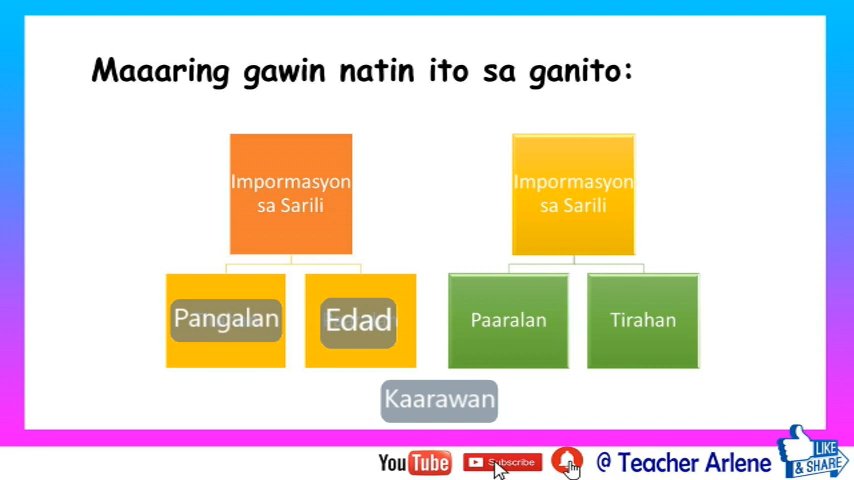 Maaaring gawin natin ito sa ganito:
Impormasyon
sa Sarili
Impormasyon
sa Sarili
Pangalan
Edad
Paaralan
Tirahan
Kaarawan
YouTube
Subscribe
@ Teacher Arlene
LIKE
& SHARE